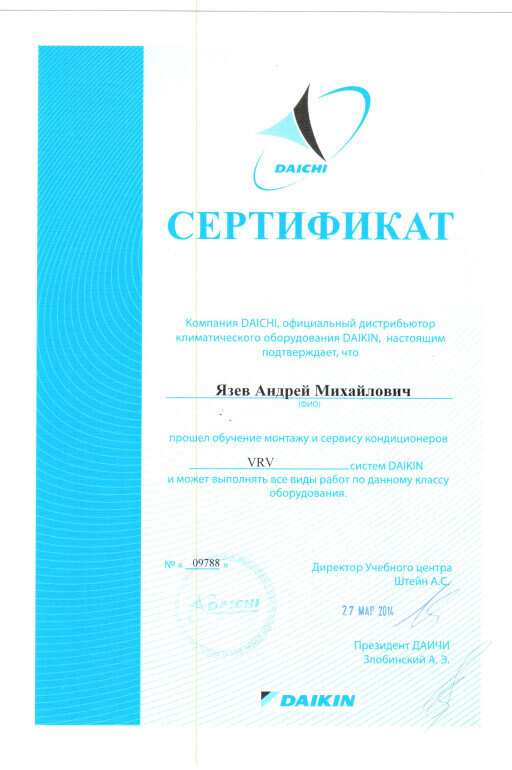 DAICHI
СЕРТИФИКАТ
Компания DAICHI, официальный дистрибьютор
климатического оборудования DAIKIN, настоящим
подтверждает, что
Язев Андрей Михайлович
(ФИО)
прошел обучение монтажу и сервису кондиционеров
VRV систем DAIKIN
и может выполнять все виды работ по данному классу
оборудования.
№ « 09788 »
Директор Учебного центра
Штейн А.С.
DAICHI
27 МАР 2014
Президент ДАИЧИ
Злобинский А. Э.
DAIKIN